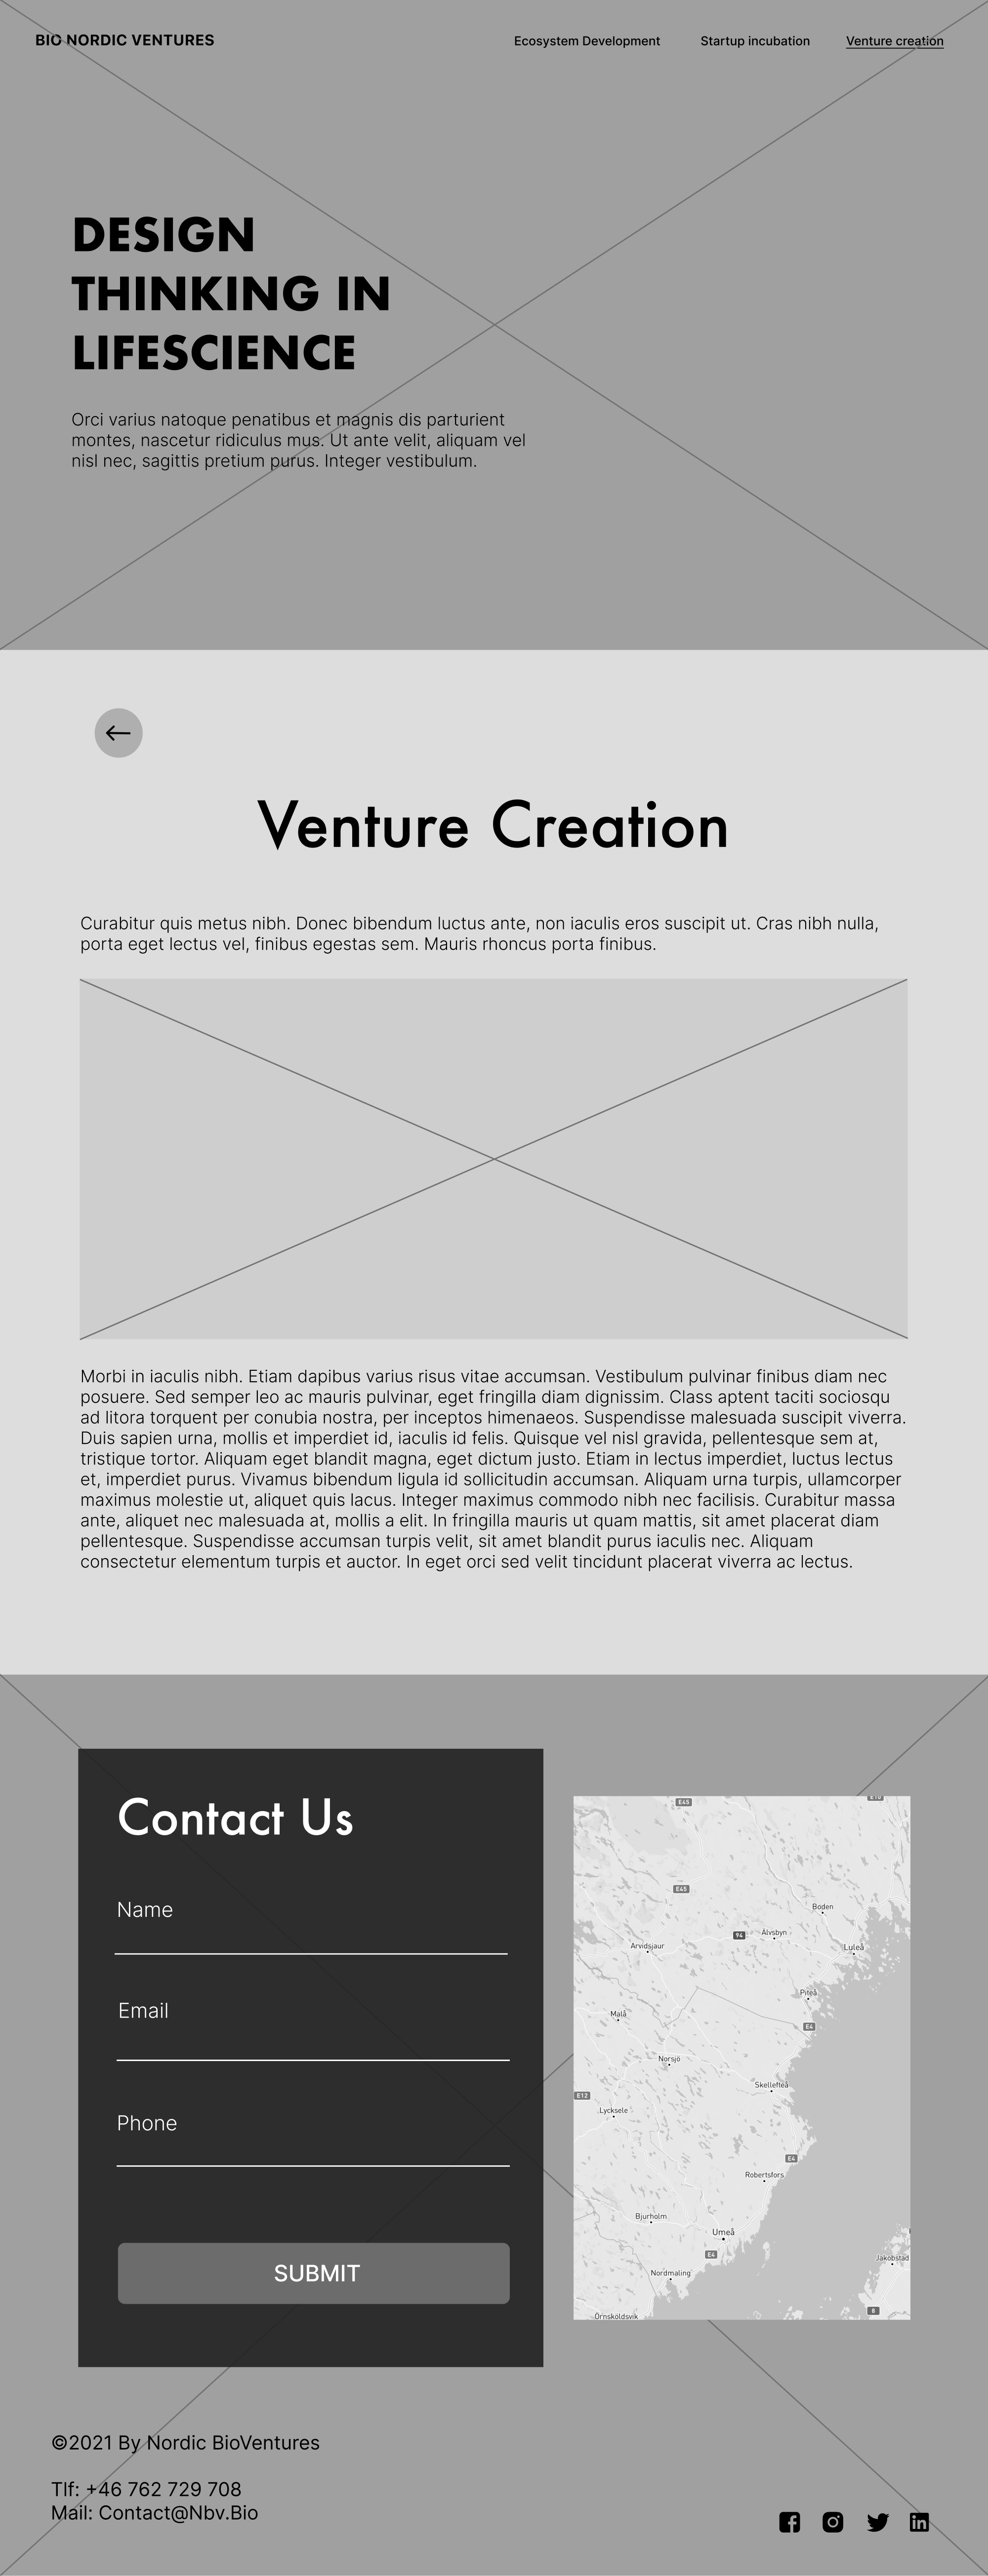 BIO NORDIC VENTURES
Ecosystem Development
Startup incubation
Venture creation
DESIGN
THINKING IN
LIFESCIENCE
Orci varius natoque penatibus et magnis dis parturient
montes, nascetur ridiculus mus. Ut ante velit, aliquam vel
nisl nec, sagittis pretium purus. Integer vestibulum.
Venture Creation
Curabitur quis metus nibh. Donec bibendum luctus ante, non iaculis eros suscipit ut. Cras nibh nulla,
porta eget lectus vel, finibus egestas sem. Mauris rhoncus porta finibus.
Morbi in iaculis nibh. Etiam dapibus varius risus vitae accumsan. Vestibulum pulvinar finibus diam nec
posuere. Sed semper leo ac mauris pulvinar, eget fringilla diam dignissim. Class aptent taciti sociosqu
ad litora torquent per conubia nostra, per inceptos himenaeos. Suspendisse malesuada suscipit viverra.
Duis sapien urna, mollis et imperdiet id, iaculis id felis. Quisque vel nisl gravida, pellentesque sem at,
tristique tortor. Aliquam eget blandit magna, eget dictum justo. Etiam in lectus imperdiet, luctus lectus
et, imperdiet purus. Vivamus bibendum ligula id sollicitudin accumsan. Aliquam urna turpis, ullamcorper
maximus molestie ut, aliquet quis lacus. Integer maximus commodo nibh nec facilisis. Curabitur massa
ante, aliquet nec malesuada at, mollis a elit. In fringilla mauris ut quam mattis, sit amet placerat diam
pellentesque. Suspendisse accumsan turpis velit, sit amet blandit purus iaculis nec. Aliquam
consectetur elementum turpis et auctor. In eget orci sed velit tincidunt placerat viverra ac lectus.
Contact Us
Name
Email
Phone
SUBMIT
E10
E45
E45
Boden
94
Älvsbyn
Arvidsjaur
Luleå
Piteå
Malå
E4
Norsjö
Skellefteå
E12
Lycksele
E4
Robertsfors
Bjurholm
Umeå
E4
Jakobstad
Nordmaling
8
Örnsköldsvik
©2021 By Nordic BioVentures
Tlf: +46 762 729 708
Mail: Contact@Nbv.Bio